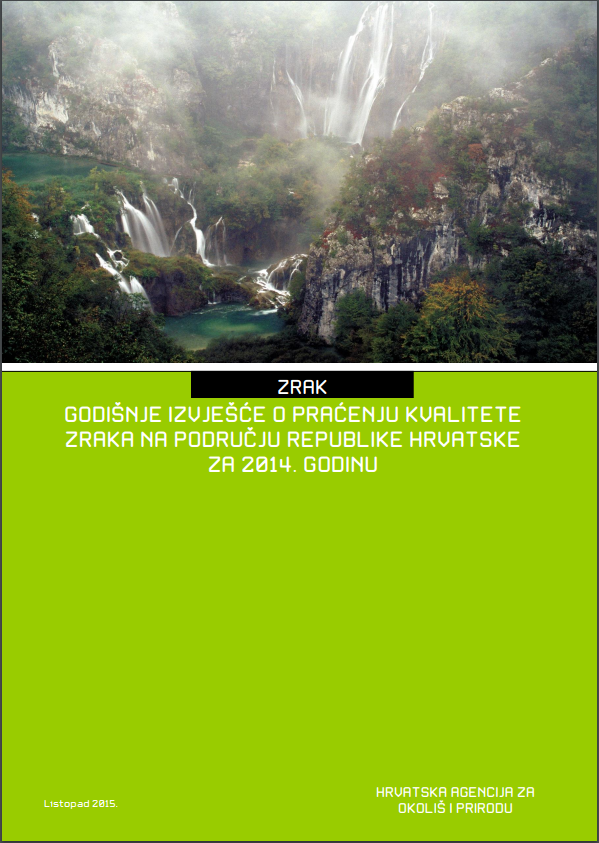 ZRAK
GODIŠNJE IZVJEŠĆE O PRAĆENJU KVALITETE
ZRAKA NA PODRUČJU REPUBLIKE HRVATSKE
ZA 2014. GODINU
Listopad 2015.
HRVATSKA AGENCIJA ZA
OKOLIŠ I PRIRODU